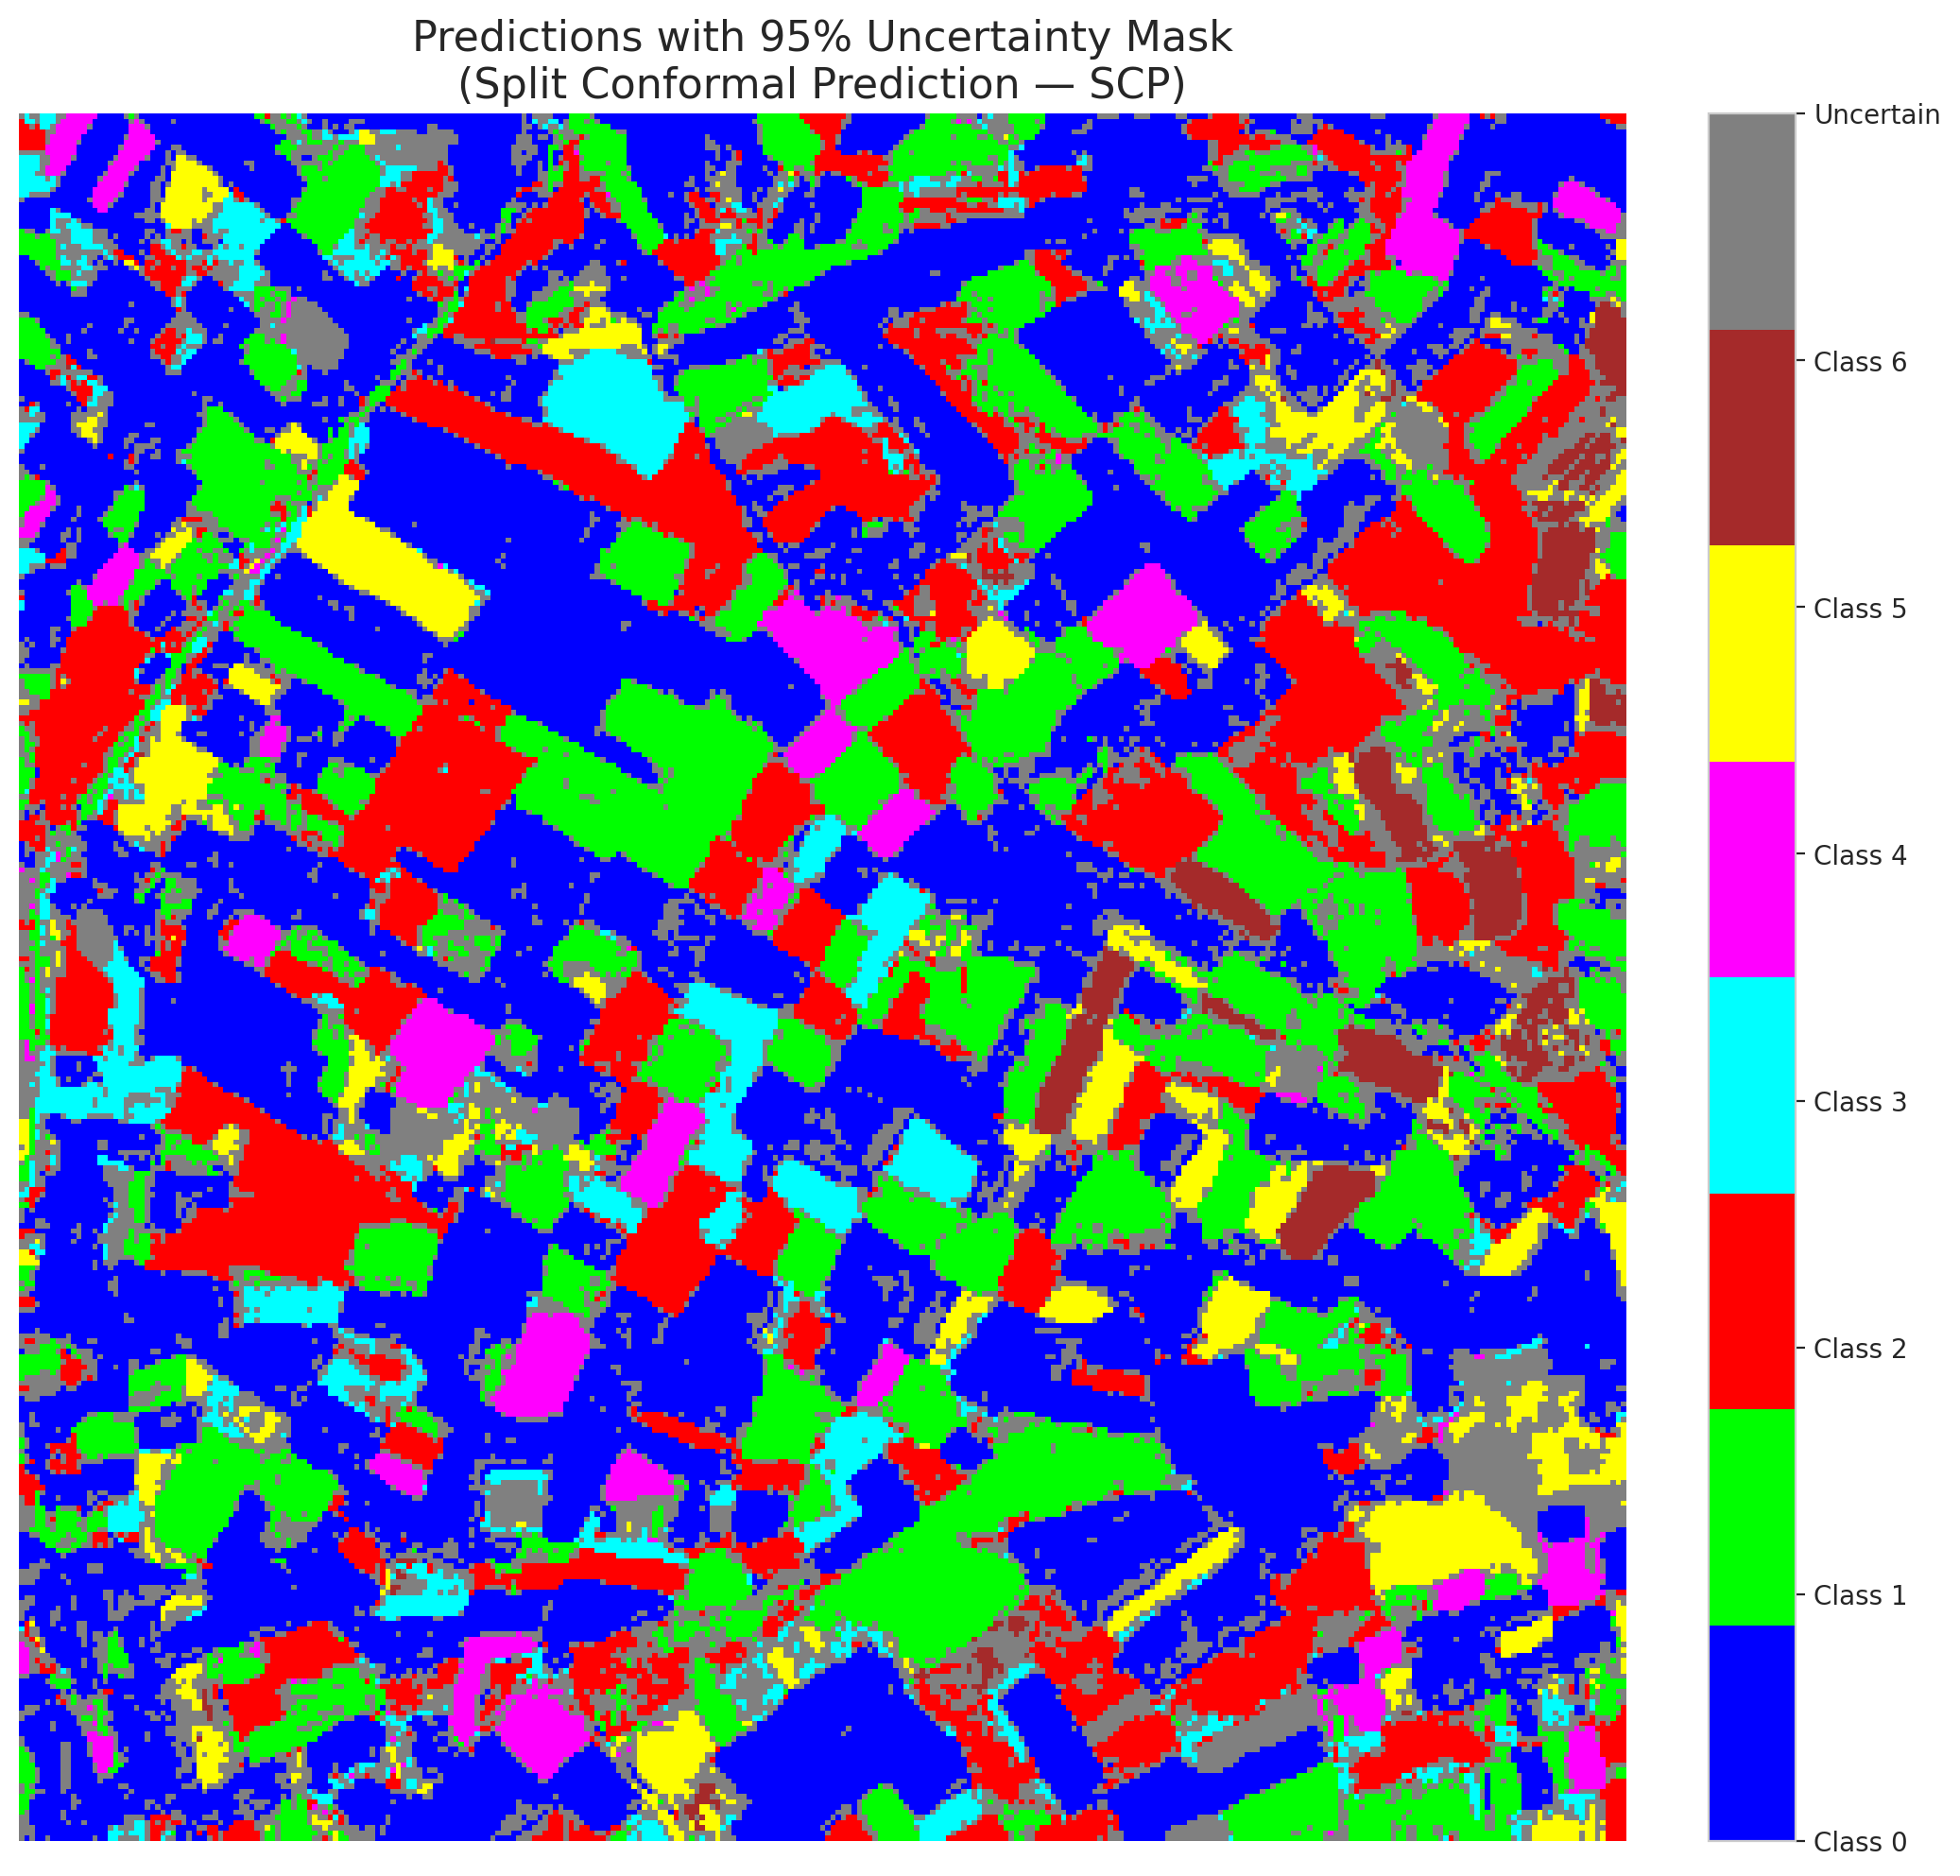 Predictions with 95% Uncertainty Mask
(Split Conformal Prediction — SCP)
Uncertain
Class 6
Class 5
Class 4
Class 3
Class 2
Class 1
Class 0